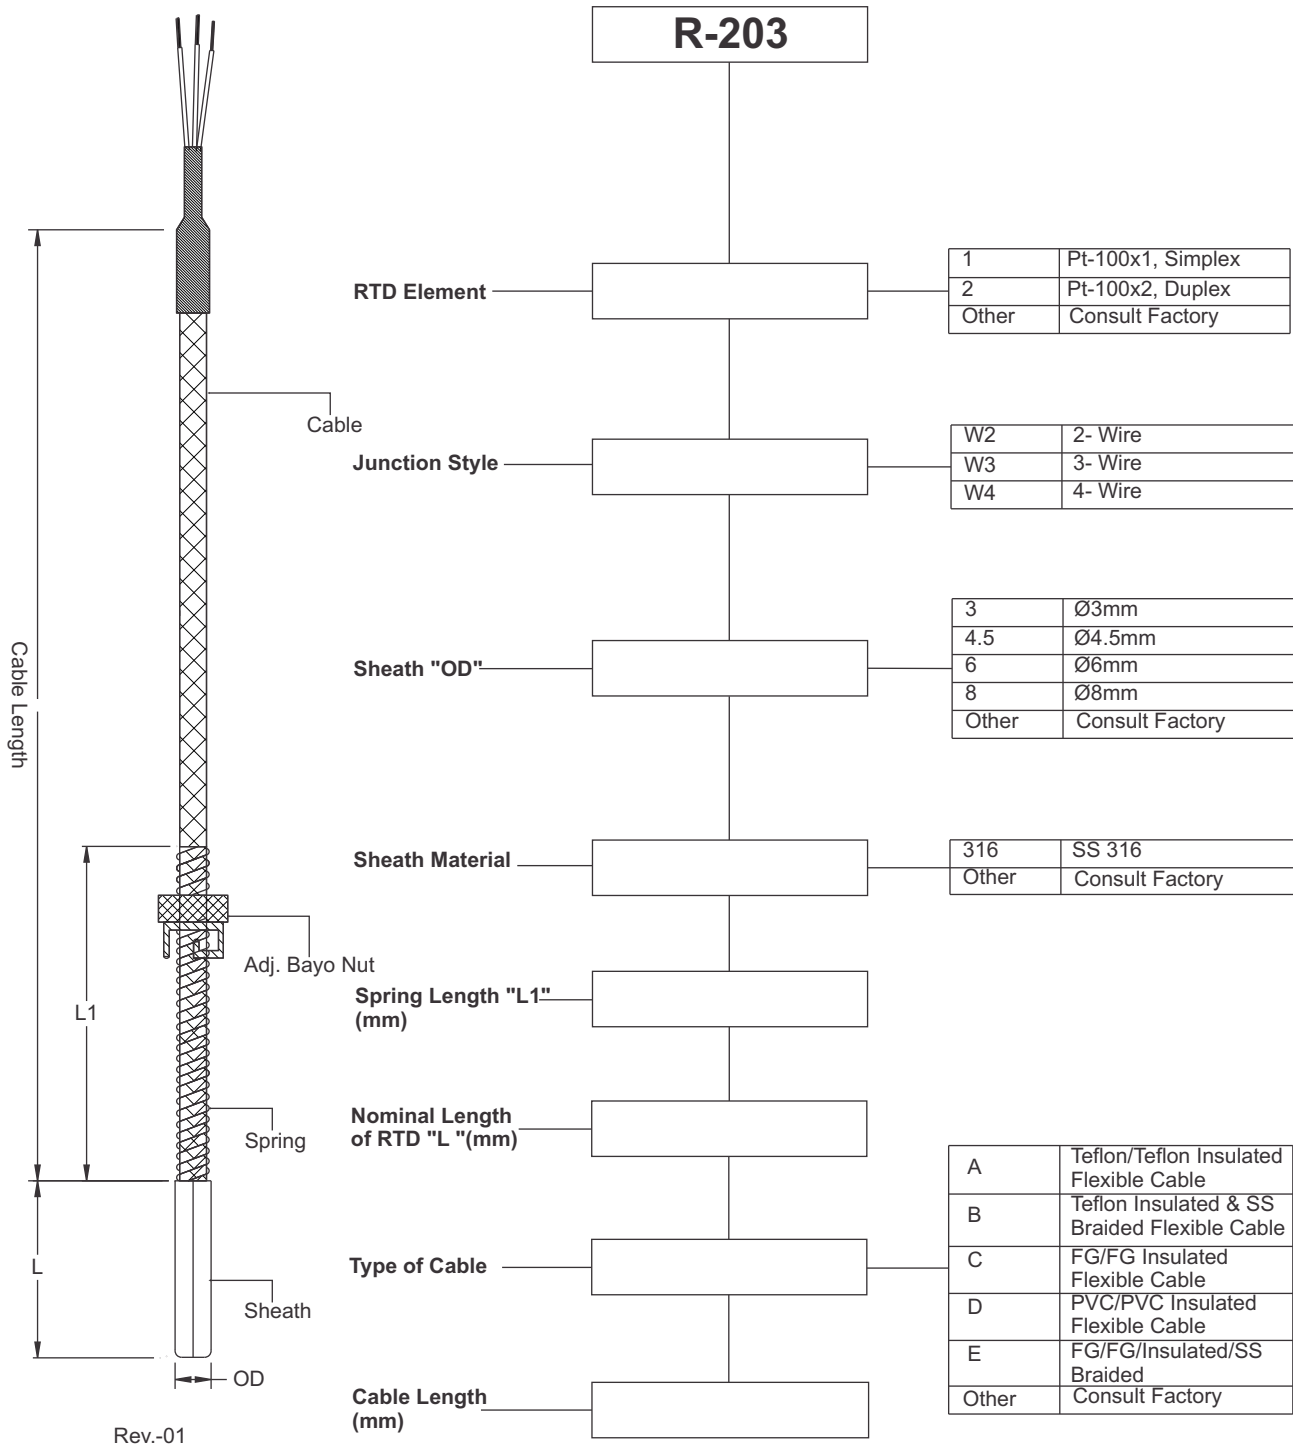 R-203
RTD Element
1 Pt-100x1, Simplex
2 Pt-100x2, Duplex
Other Consult Factory
Cable
Junction Style
W2 2- Wire
W3 3- Wire
W4 4- Wire
Cable Length
Sheath "OD"
3 Ø3mm
4.5 Ø4.5mm
6 Ø6mm
8 Ø8mm
Other Consult Factory
Sheath Material
316 SS 316
Other Consult Factory
Adj. Bayo Nut
L1
Spring Length "L1"
(mm)
Spring
Nominal Length
of RTD "L "(mm)
L
Sheath
OD
Type of Cable
A Teflon/Teflon Insulated
Flexible Cable
B Teflon Insulated & SS
Braided Flexible Cable
C FG/FG Insulated
Flexible Cable
D PVC/PVC Insulated
Flexible Cable
E FG/FG/Insulated/SS
Braided
Other Consult Factory
Cable Length
(mm)
Rev.-01